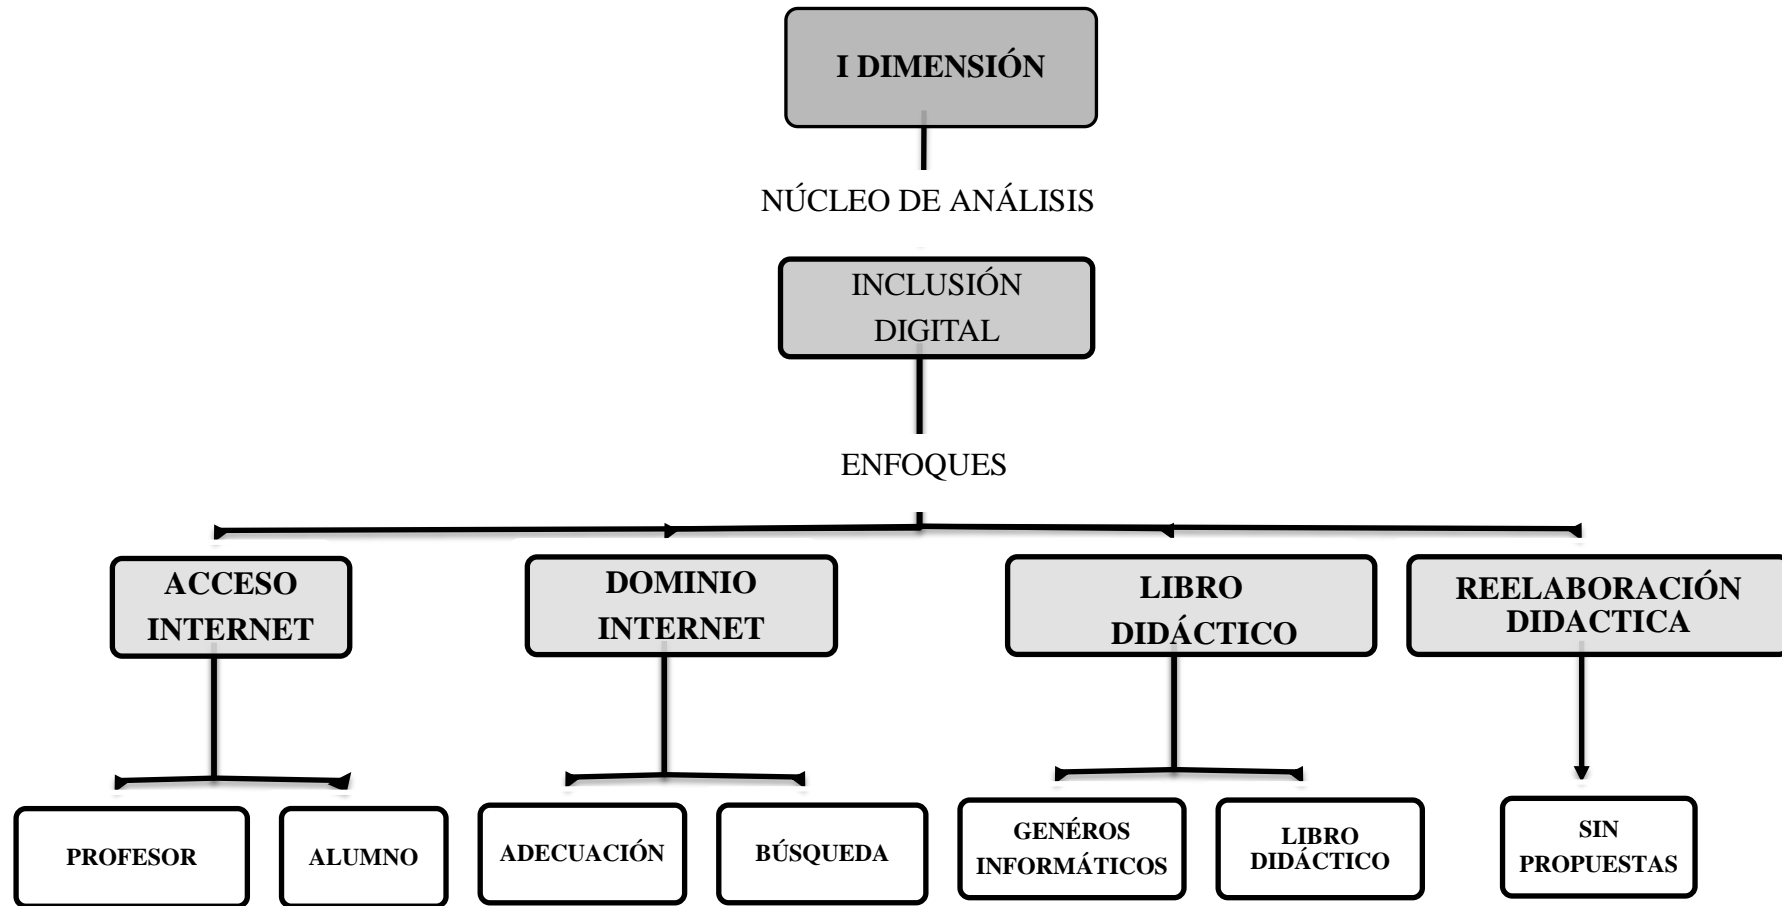 I DIMENSIÓN
NÚCLEO DE ANÁLISIS
INCLUSIÓN
DIGITAL
ENFOQUES
ACCESO
INTERNET
DOMINIO
INTERNET
LIBRO
DIDÁCTICO
REELABORACIÓN
DIDACTICA
PROFESOR
ALUMNO
ADECUACIÓN
BÚSQUEDA
GENÉROS
INFORMÁTICOS
LIBRO
DIDÁCTICO
SIN
PROPUESTAS